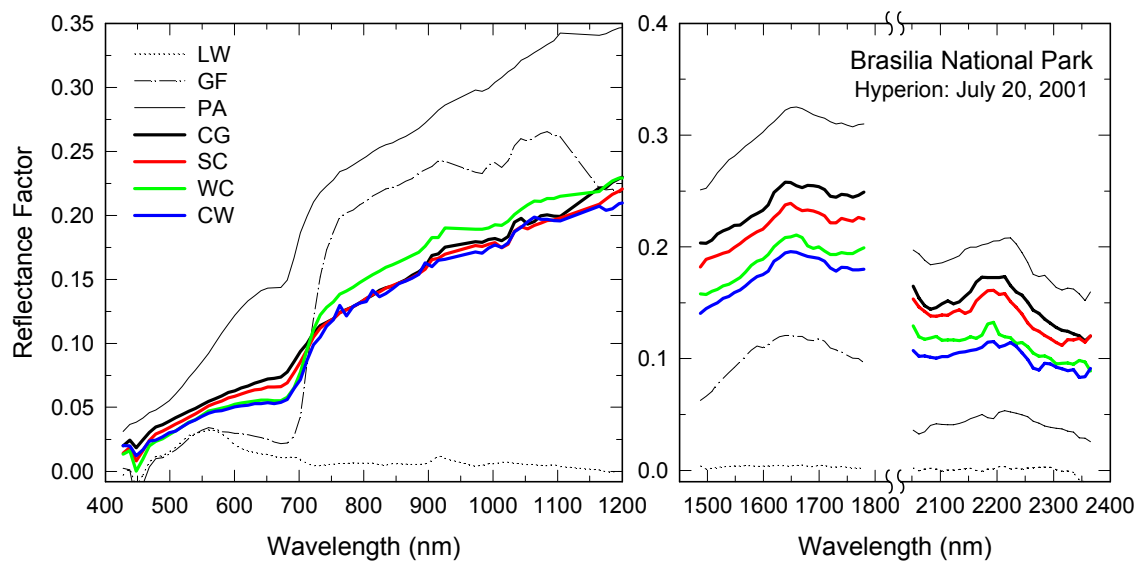 0.35
0.30
0.25
0.20
0.15
0.10
0.05
0.00
Reflectance Factor
LW
GF
PA
CG
SC
WC
CW
400 500 600 700 800 900 1000 1100 1200
Wavelength (nm)
0.4
0.3
0.2
0.1
0.0
Brasilia National Park
Hyperion: July 20, 2001
1500 1600 1700 1800 2100 2200 2300 2400
Wavelength (nm)